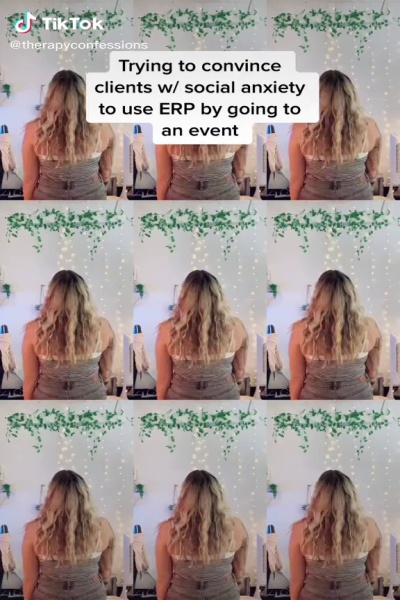 TikTok
@therapyconfessions
Trying to convince
clients w/ social anxiety
to use ERP by going to
an event